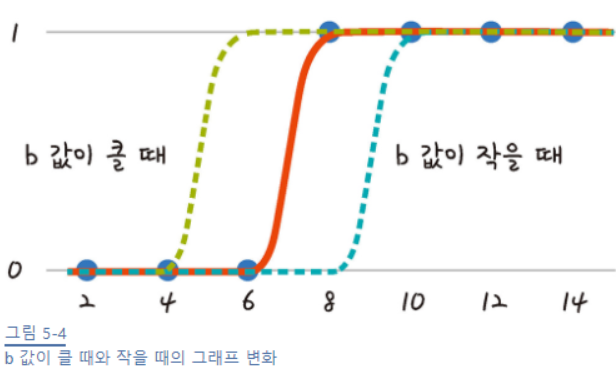 1
b 값이 클 때
b 값이 작을 때
0
2 4 6 8 10 12 14
그림 5-4
b 값이 클 때와 작을 때의 그래프 변화